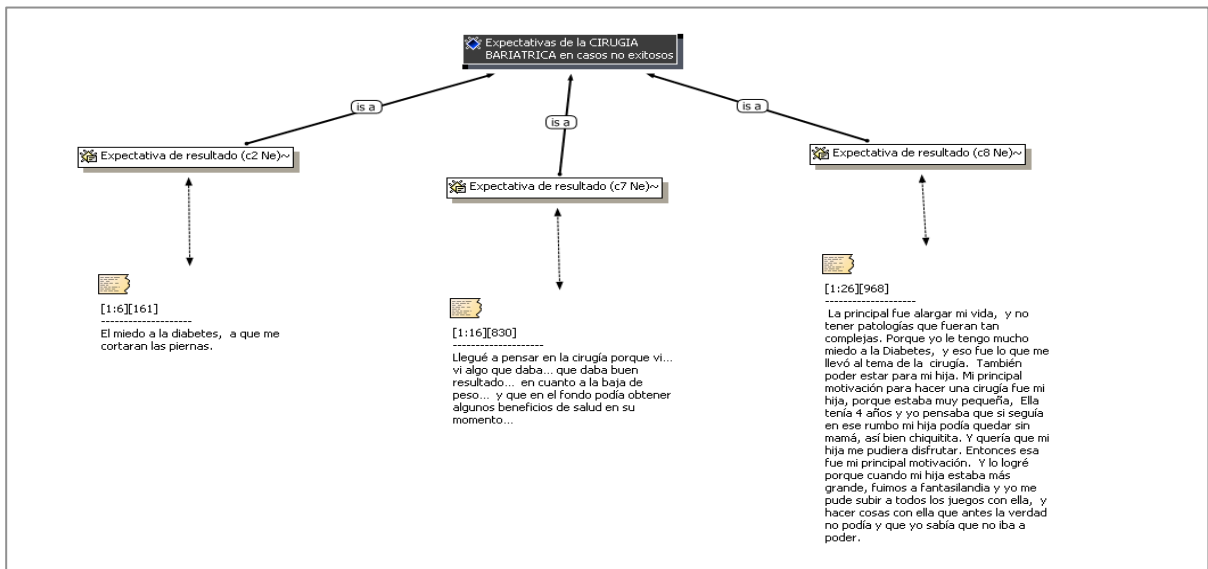 Expectativas de la CIRUGIA
BARIATRICA en casos no exitosos
is a
is a
is a
Expectativa de resultado (c2 Ne)~
Expectativa de resultado (c7 Ne)~
Expectativa de resultado (c8 Ne)~
[1:6][161]
--------------------
El miedo a la diabetes,  a que me
cortaran las piernas.
[1:16][830]
--------------------
Llegué a pensar en la cirugía porque vi...
vi algo que daba... que daba buen
resultado... en cuanto a la baja de
peso... y que en el fondo podía obtener
algunos beneficios de salud en su
momento...
[1:26][968]
--------------------
La principal fue alargar mi vida,  y no
tener patologías que fueran tan
complejas. Porque yo le tengo mucho
miedo a la Diabetes,  y eso fue lo que me
llevó al tema de la  cirugía.  También
poder estar para mi hija. Mi principal
motivación para hacer una cirugía fue mi
hija, porque estaba muy pequeña,  Ella
tenía 4 años y yo pensaba que si seguía
en ese rumbo mi hija podía quedar sin
mamá, así bien chiquitita. Y quería que mi
hija me pudiera disfrutar. Entonces esa
fue mi principal motivación.  Y lo logré
porque cuando mi hija estaba más
grande, fuimos a fantasilandia y yo me
pude subir a todos los juegos con ella,  y
hacer cosas con ella que antes la verdad
no podía y que yo sabía que no iba a
poder.